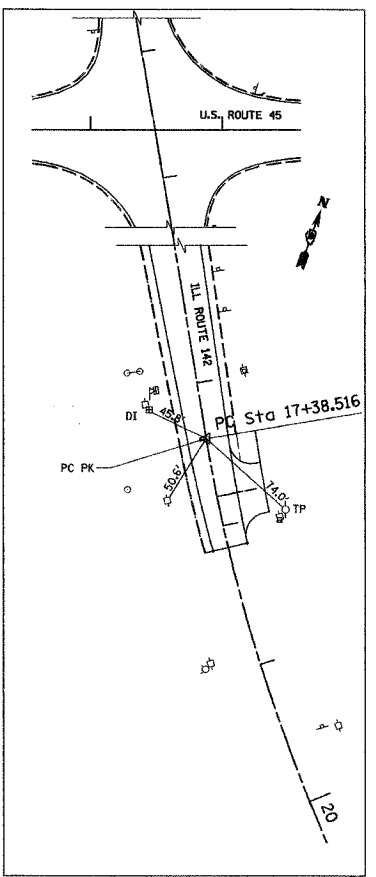 U.S. ROUTE 45
N
ILL ROUTE 142
PC Sta 17+38.516
DI
45.8'
PC PK
50.6'
74.0'
TP
20